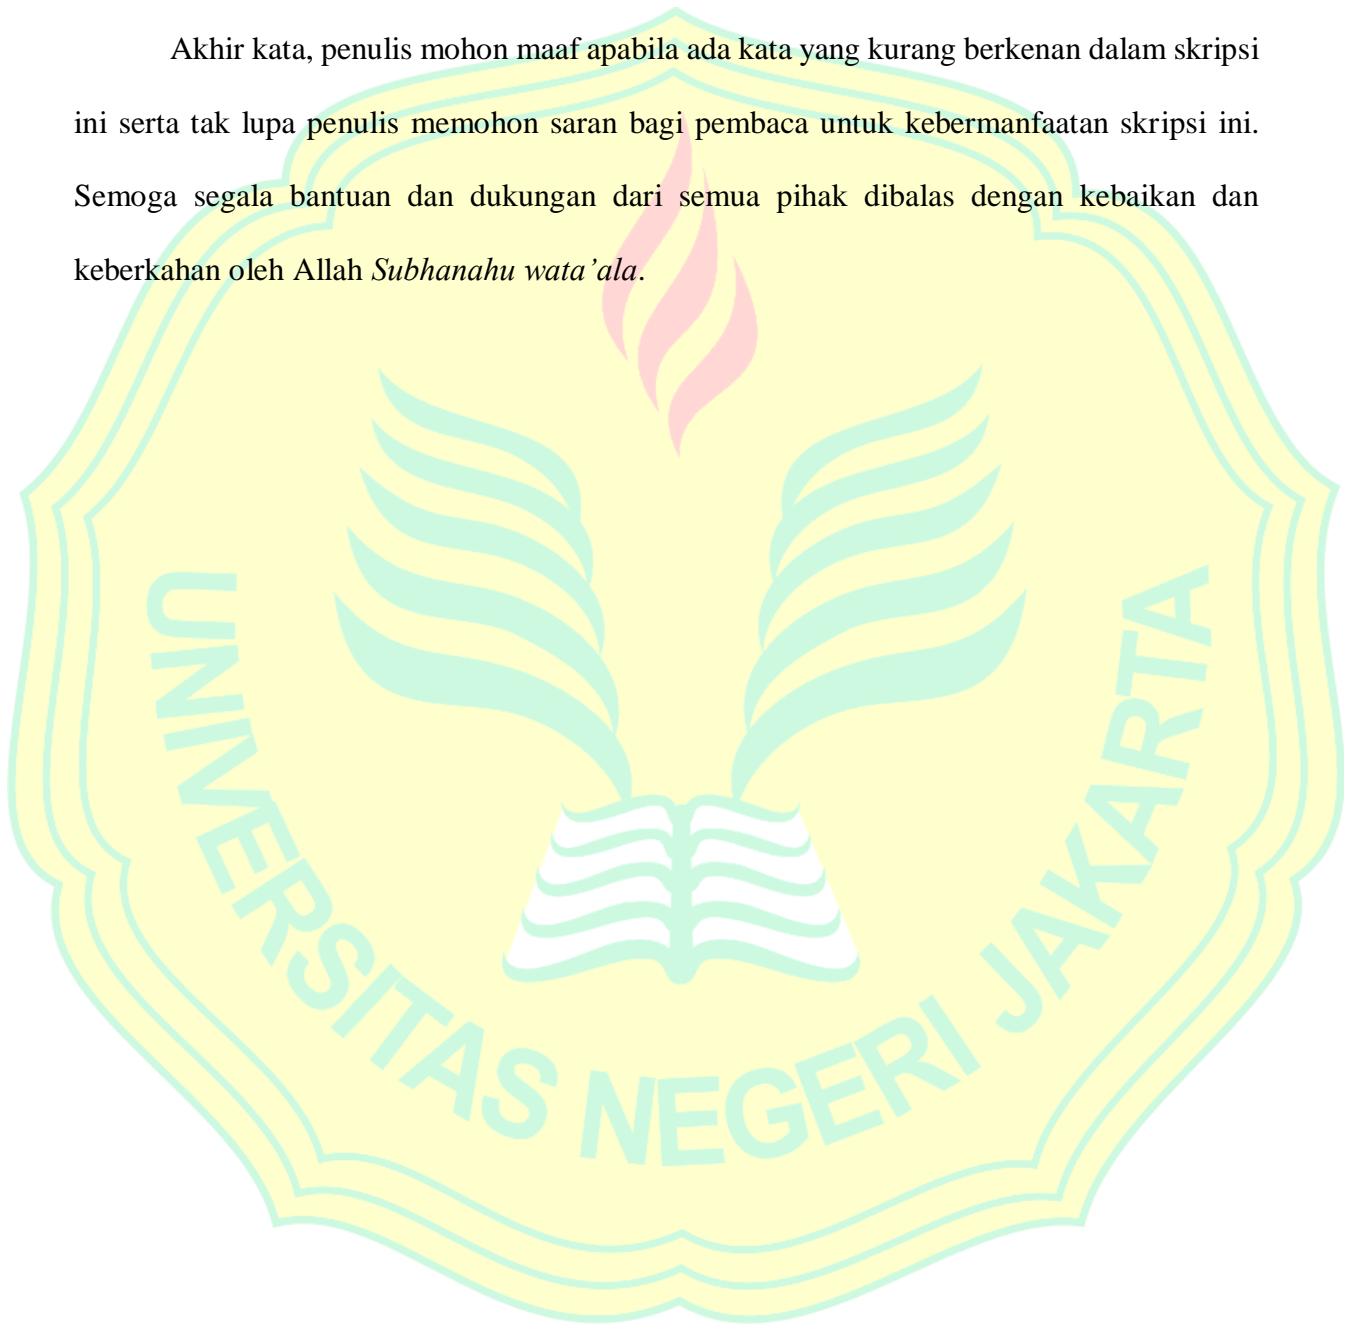 Akhir kata, penulis mohon maaf apabila ada kata yang kurang berkenan dalam skripsi
ini serta tak lupa penulis memohon saran bagi pembaca untuk kebermanfaatan skripsi ini.
Semoga segala bantuan dan dukungan dari semua pihak dibalas dengan kebaikan dan
keberkahan oleh Allah Subhanahu wata’ala.
UNIVERSITAS NEGERI JAKARTA